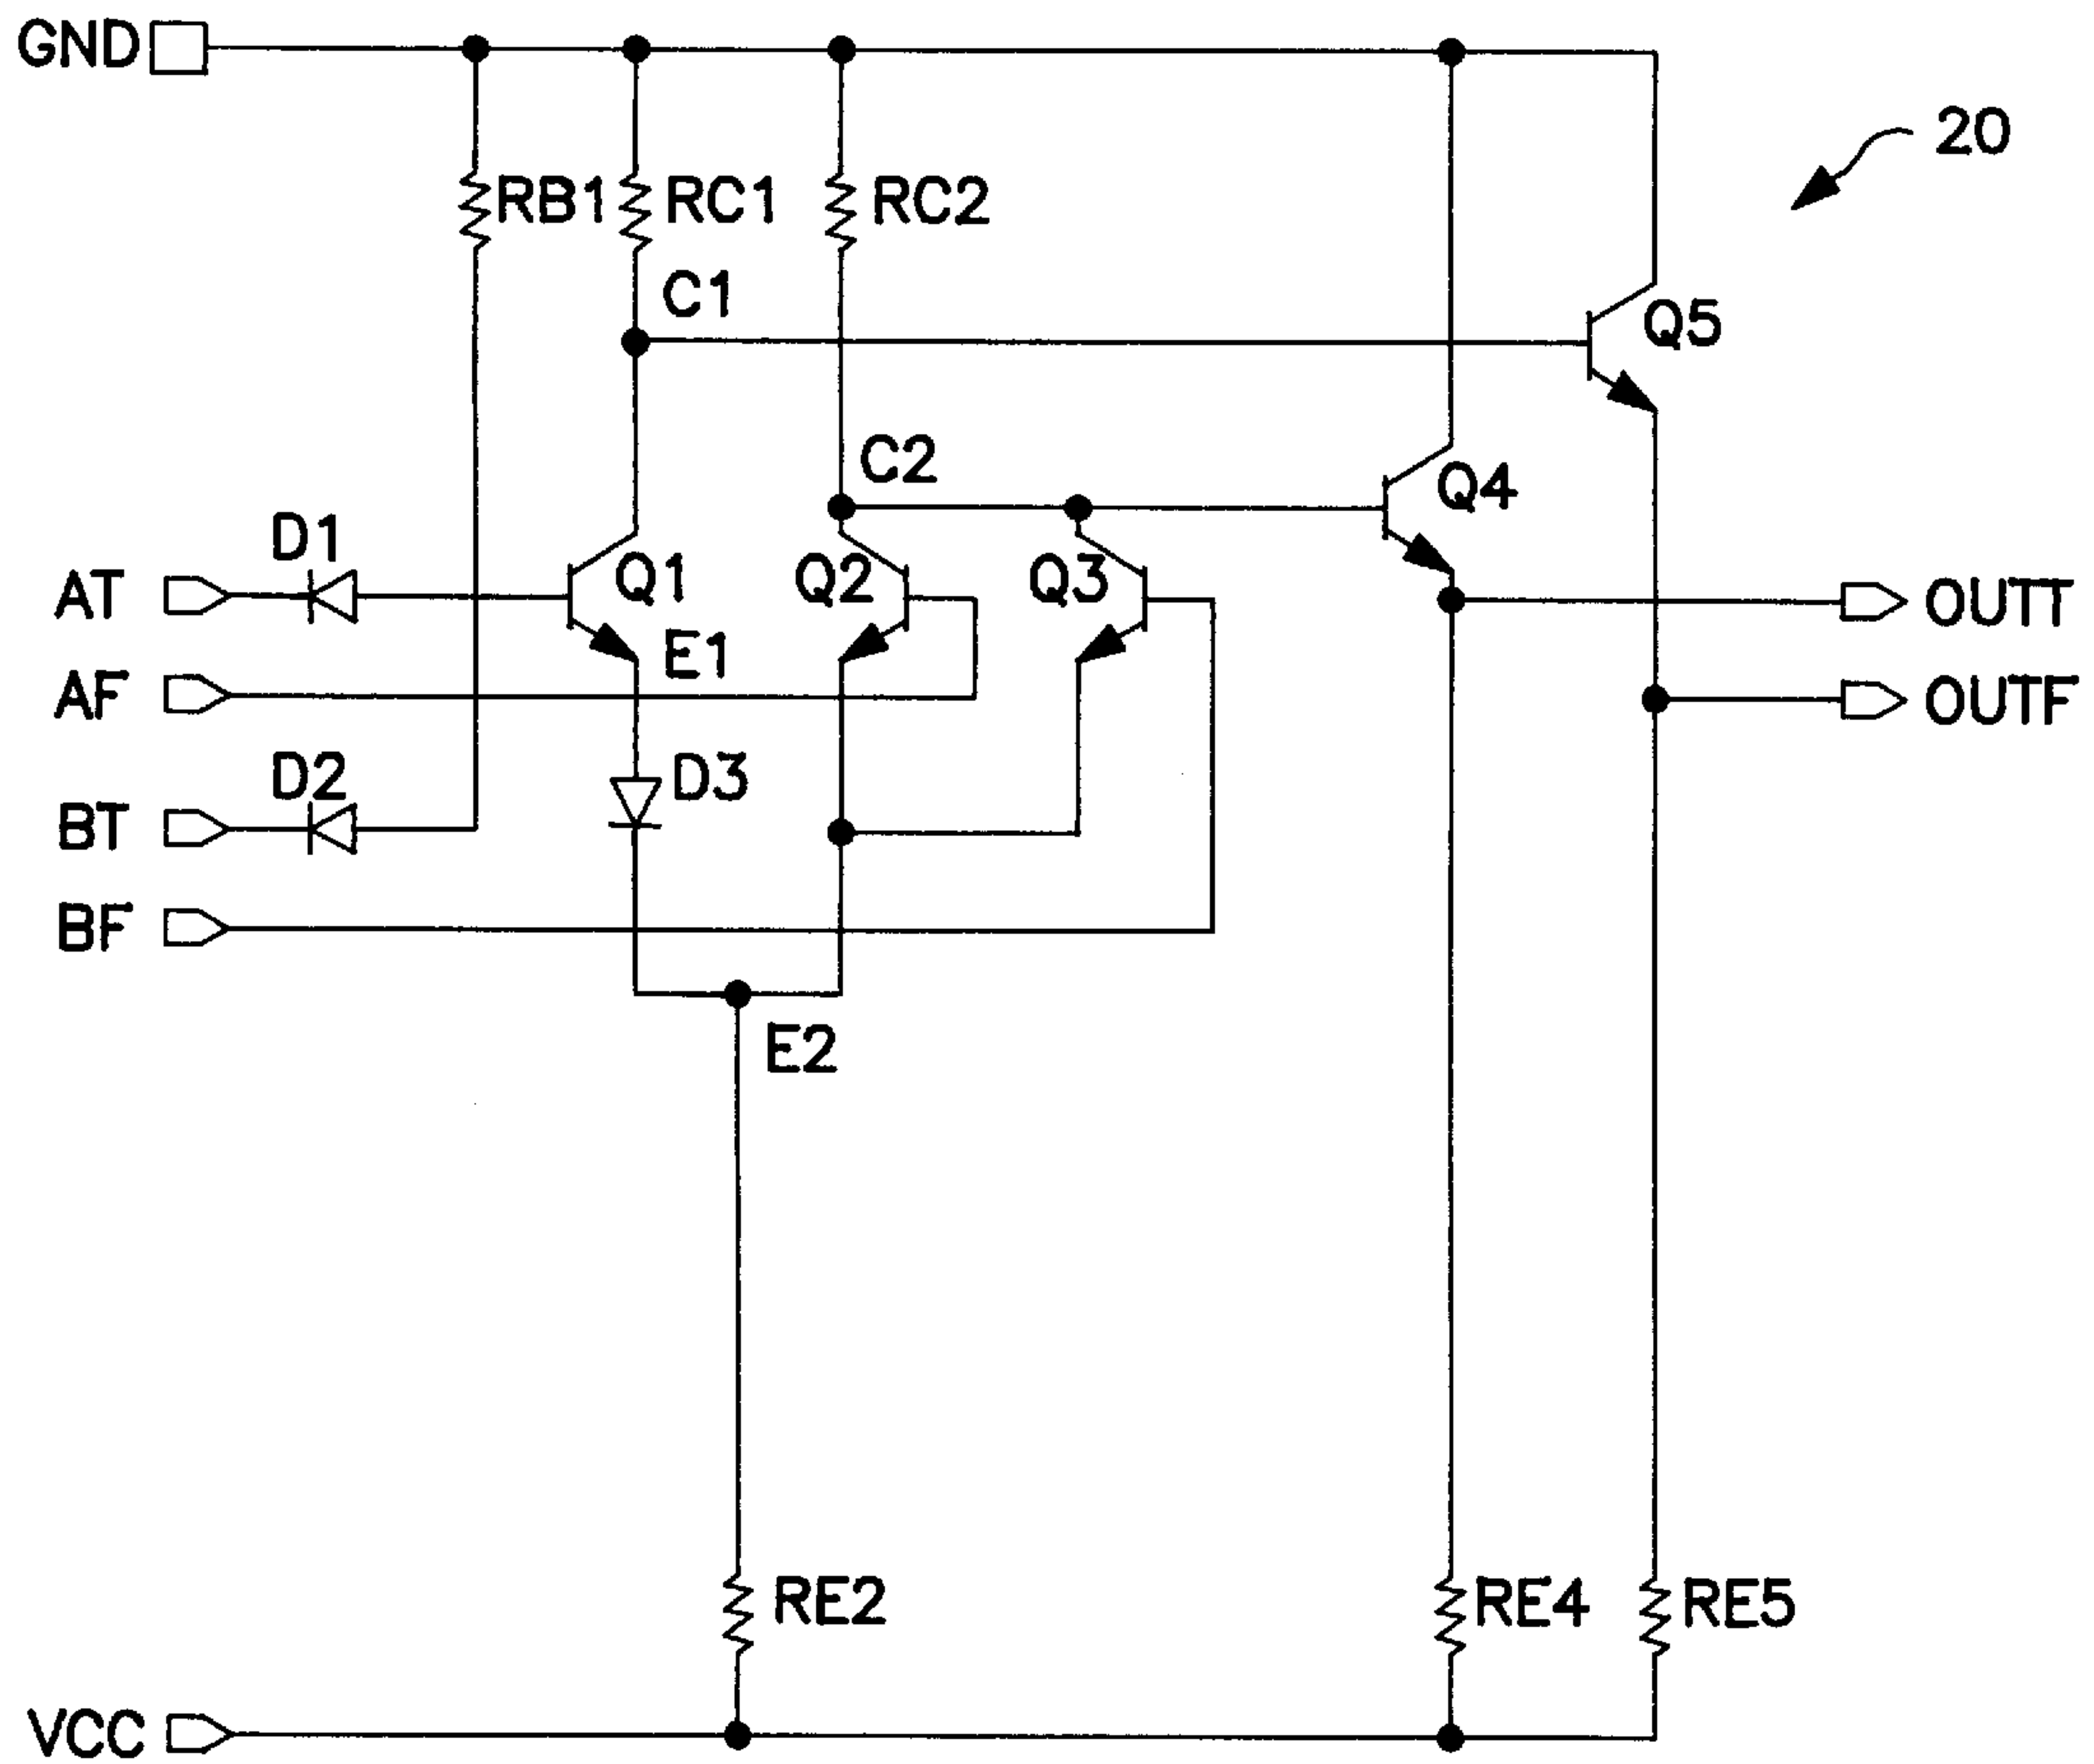 GND
20
RB1
RC1
RC2
C1
Q5
C2
Q4
D1
AT
Q1
Q2
Q3
OUTT
E1
AF
OUTF
D2
D3
BT
BF
E2
RE2
RE4
RE5
VCC